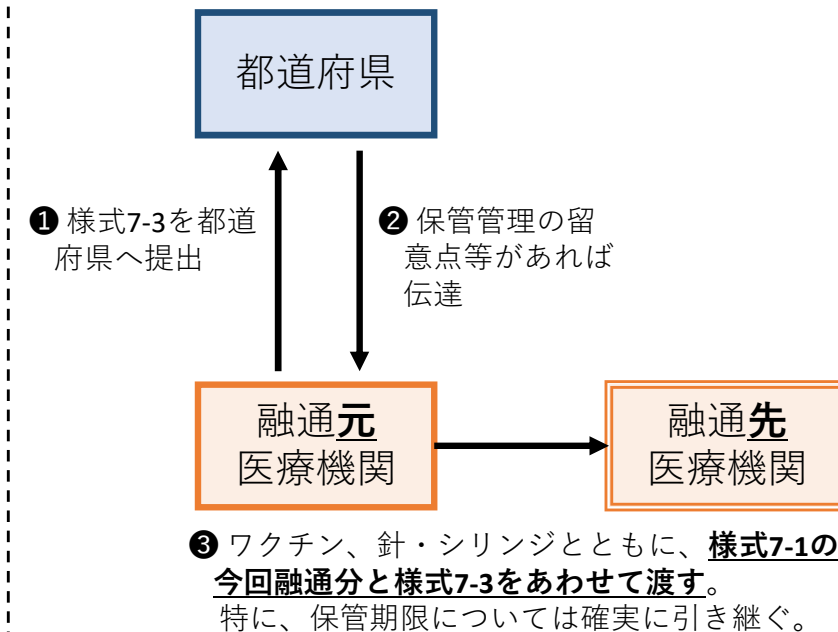 都道府県
❶ 様式7-3を都道
府県へ提出
❷ 保管管理の留
意点等があれば
伝達
融通元
医療機関
融通先
医療機関
❸ ワクチン、針・シリンジとともに、様式7-1の
今回融通分と様式7-3をあわせて渡す。
特に、保管期限については確実に引き継ぐ。